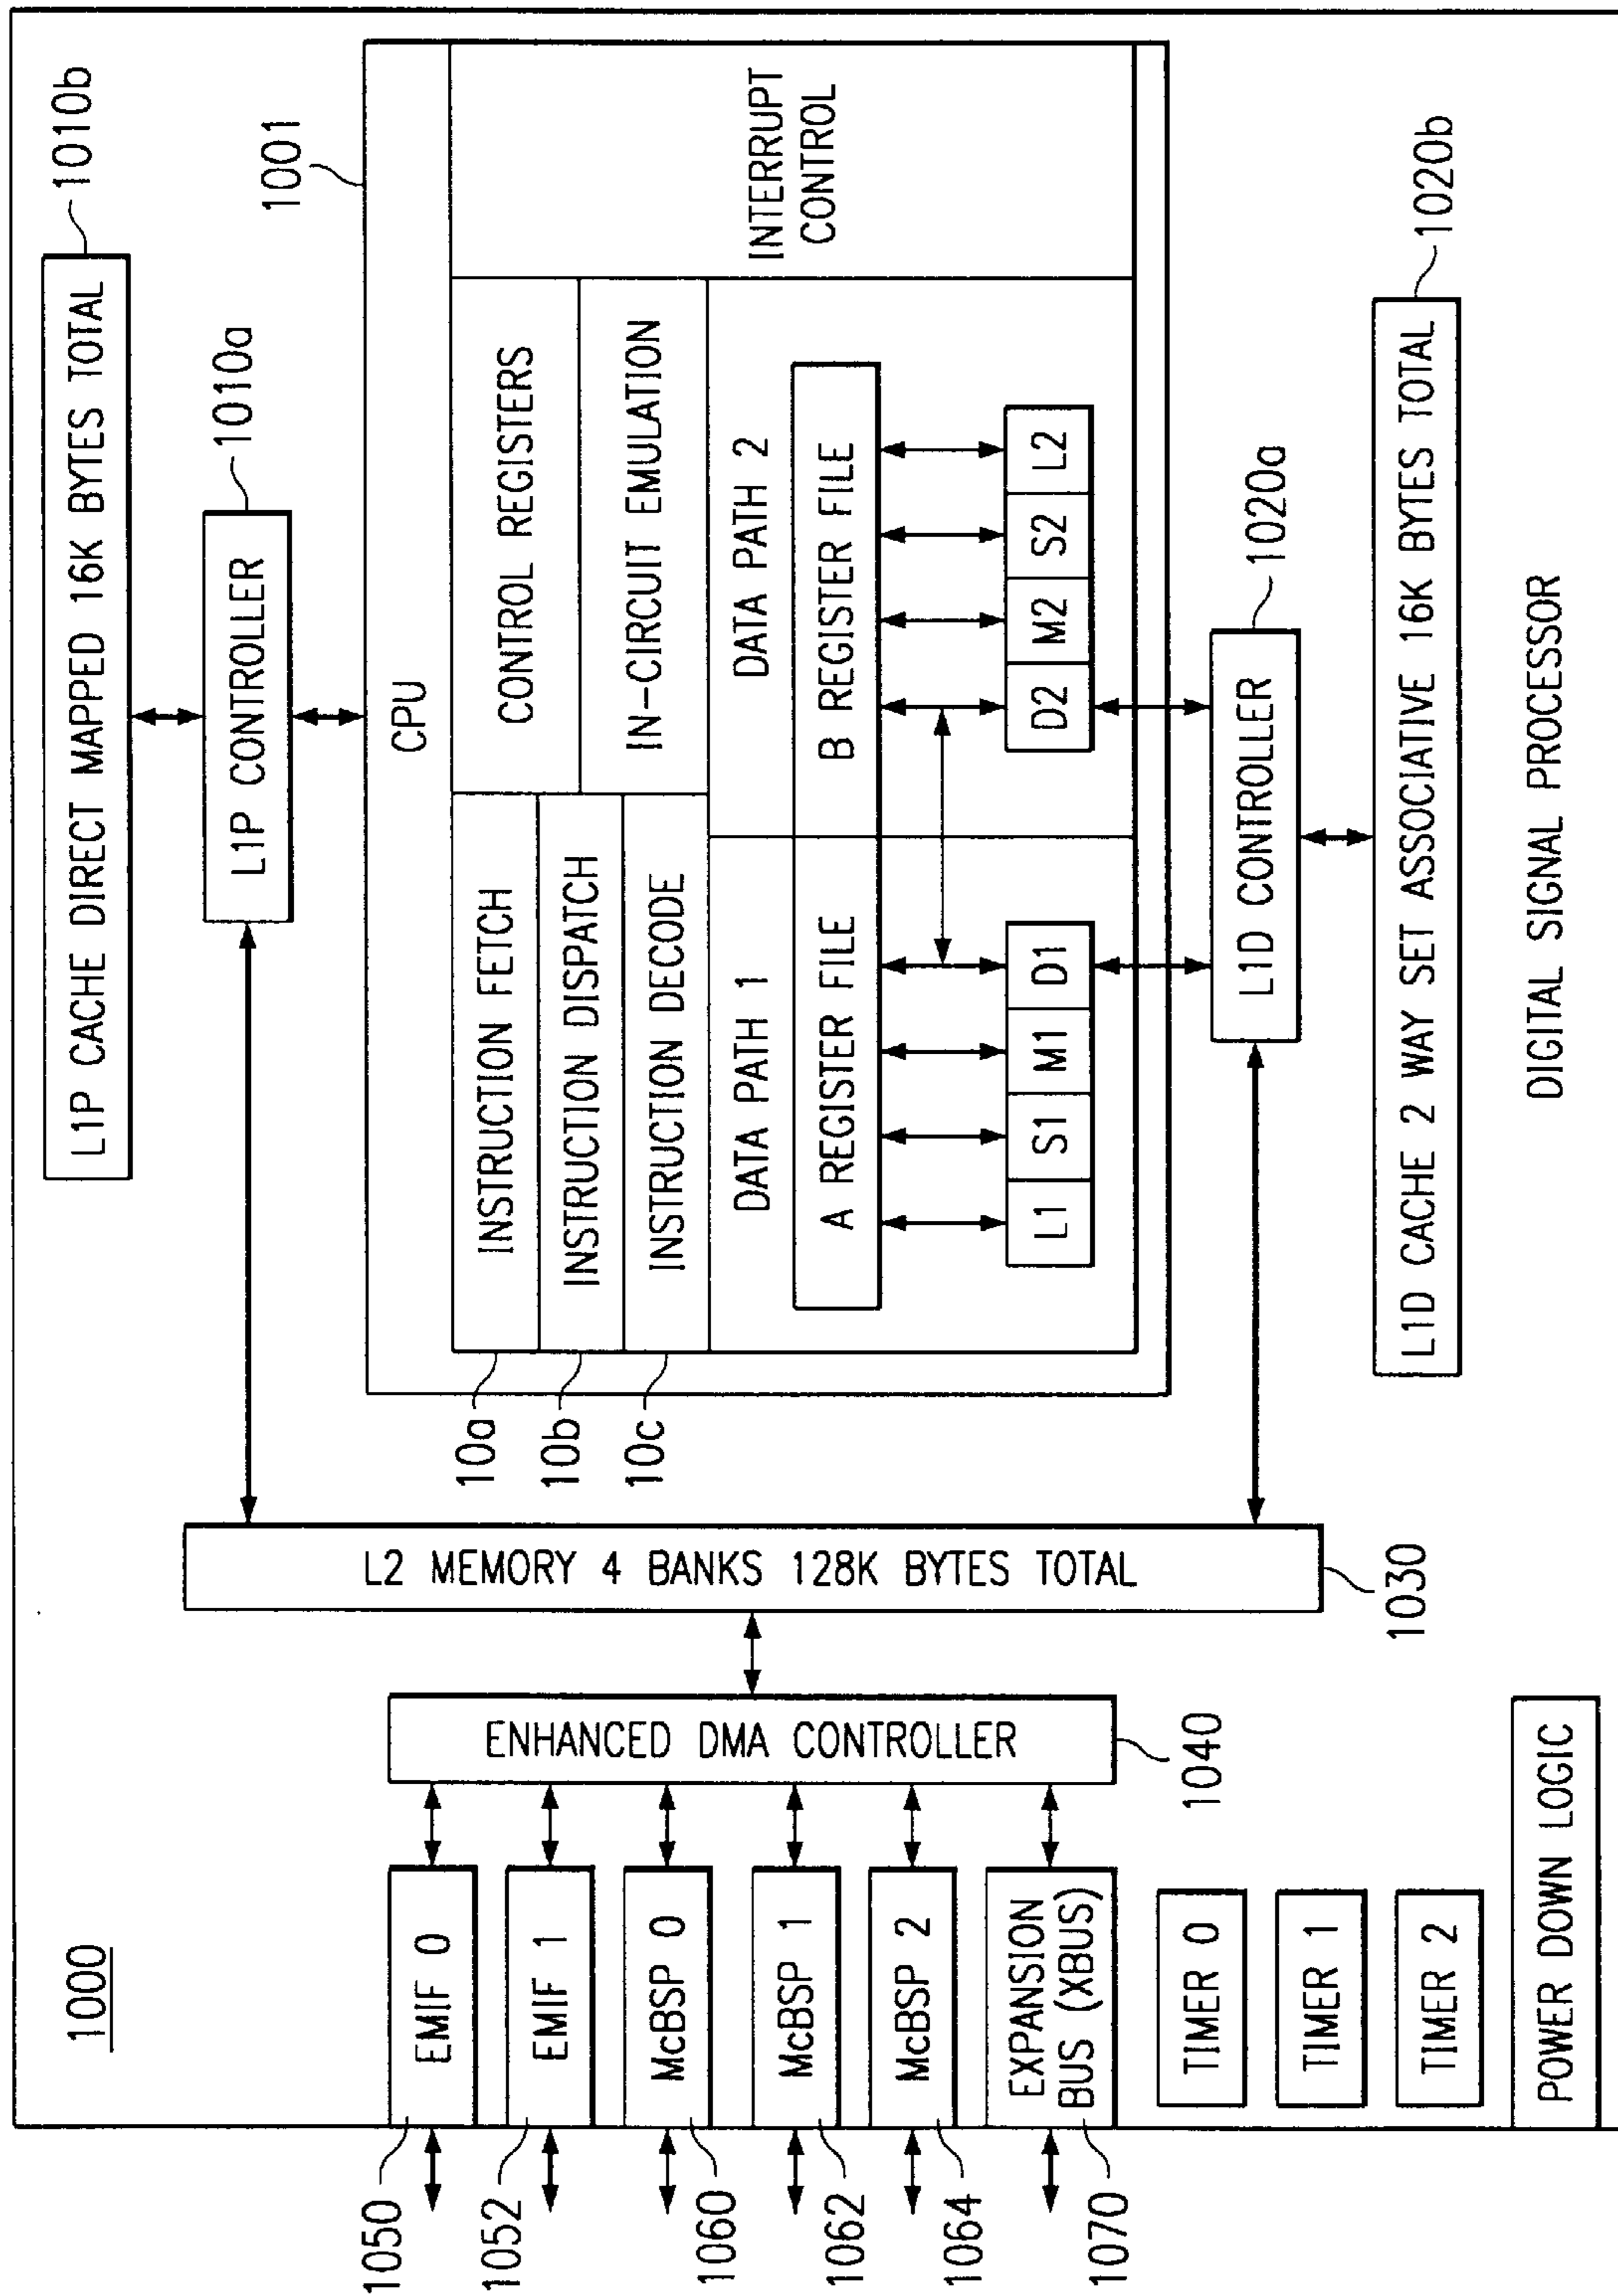 1000
1050
EMIF 0
1052
EMIF 1
1060
McBSP 0
1062
McBSP 1
1064
McBSP 2
1070
EXPANSION
BUS (XBUS)
TIMER 0
TIMER 1
TIMER 2
POWER DOWN LOGIC
ENHANCED DMA CONTROLLER
1040
L2 MEMORY 4 BANKS 128K BYTES TOTAL
1030
L1P CACHE DIRECT MAPPED 16K BYTES TOTAL
1010b
L1P CONTROLLER
1010a
1001
CPU
10a
INSTRUCTION FETCH
10b
INSTRUCTION DISPATCH
10c
INSTRUCTION DECODE
CONTROL REGISTERS
IN-CIRCUIT EMULATION
INTERRUPT
CONTROL
DATA PATH 1
DATA PATH 2
A REGISTER FILE
B REGISTER FILE
L1 S1 M1 D1
D2 M2 S2 L2
L1D CONTROLLER
1020a
L1D CACHE 2 WAY SET ASSOCIATIVE 16K BYTES TOTAL
1020b
DIGITAL SIGNAL PROCESSOR